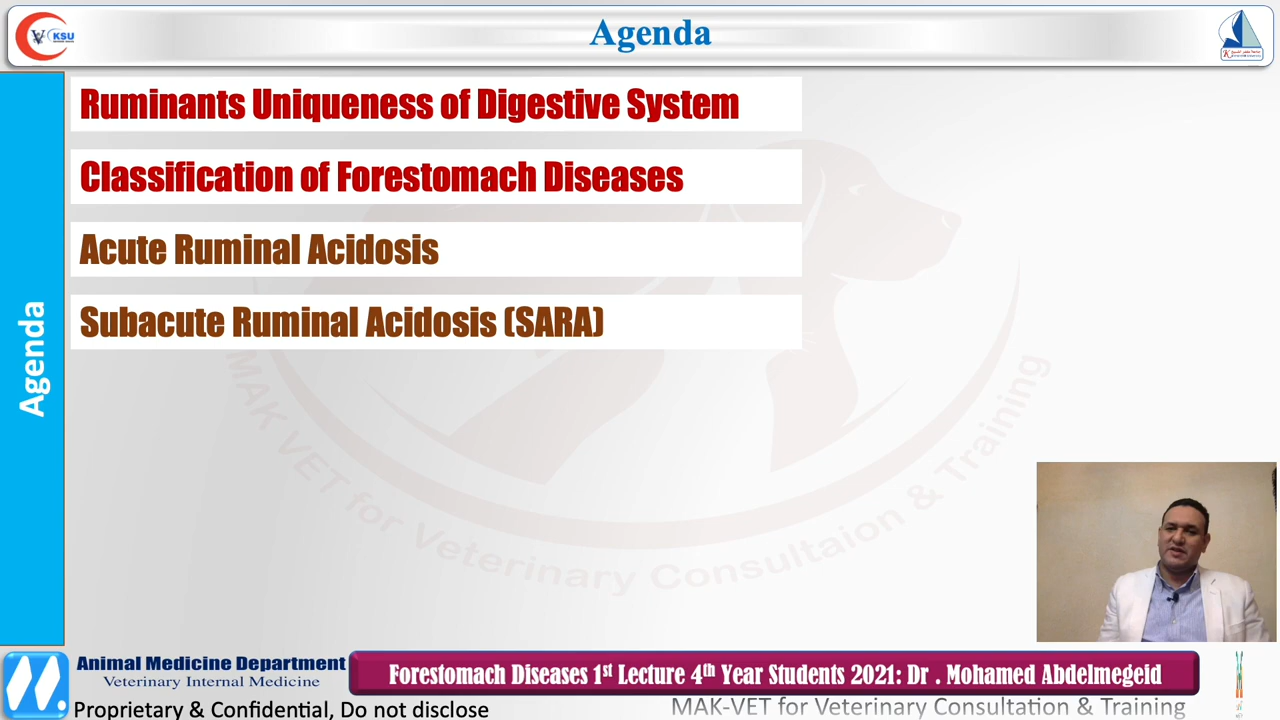 KSU
Agenda
Ruminants Uniqueness of Digestive System
Classification of Forestomach Diseases
Acute Ruminal Acidosis
Subacute Ruminal Acidosis (SARA)
Agenda
MAK VET for Veterinary Consultaion & Training
Animal Medicine Department
Veterinary Internal Medicine
Forestomach Diseases 1st Lecture 4th Year Students 2021: Dr . Mohamed Abdelmegeid
Proprietary & Confidential, Do not disclose
MAK-VET for Veterinary Consultation & Training